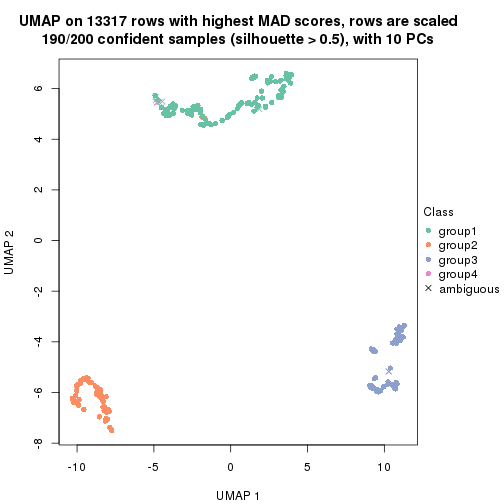 UMAP on 13317 rows with highest MAD scores, rows are scaled
190/200 confident samples (silhouette > 0.5), with 10 PCs
6
4
2
0
-2
-4
-6
-8
UMAP 2
-10
-5
0
5
10
UMAP 1
Class
group1
group2
group3
group4
ambiguous